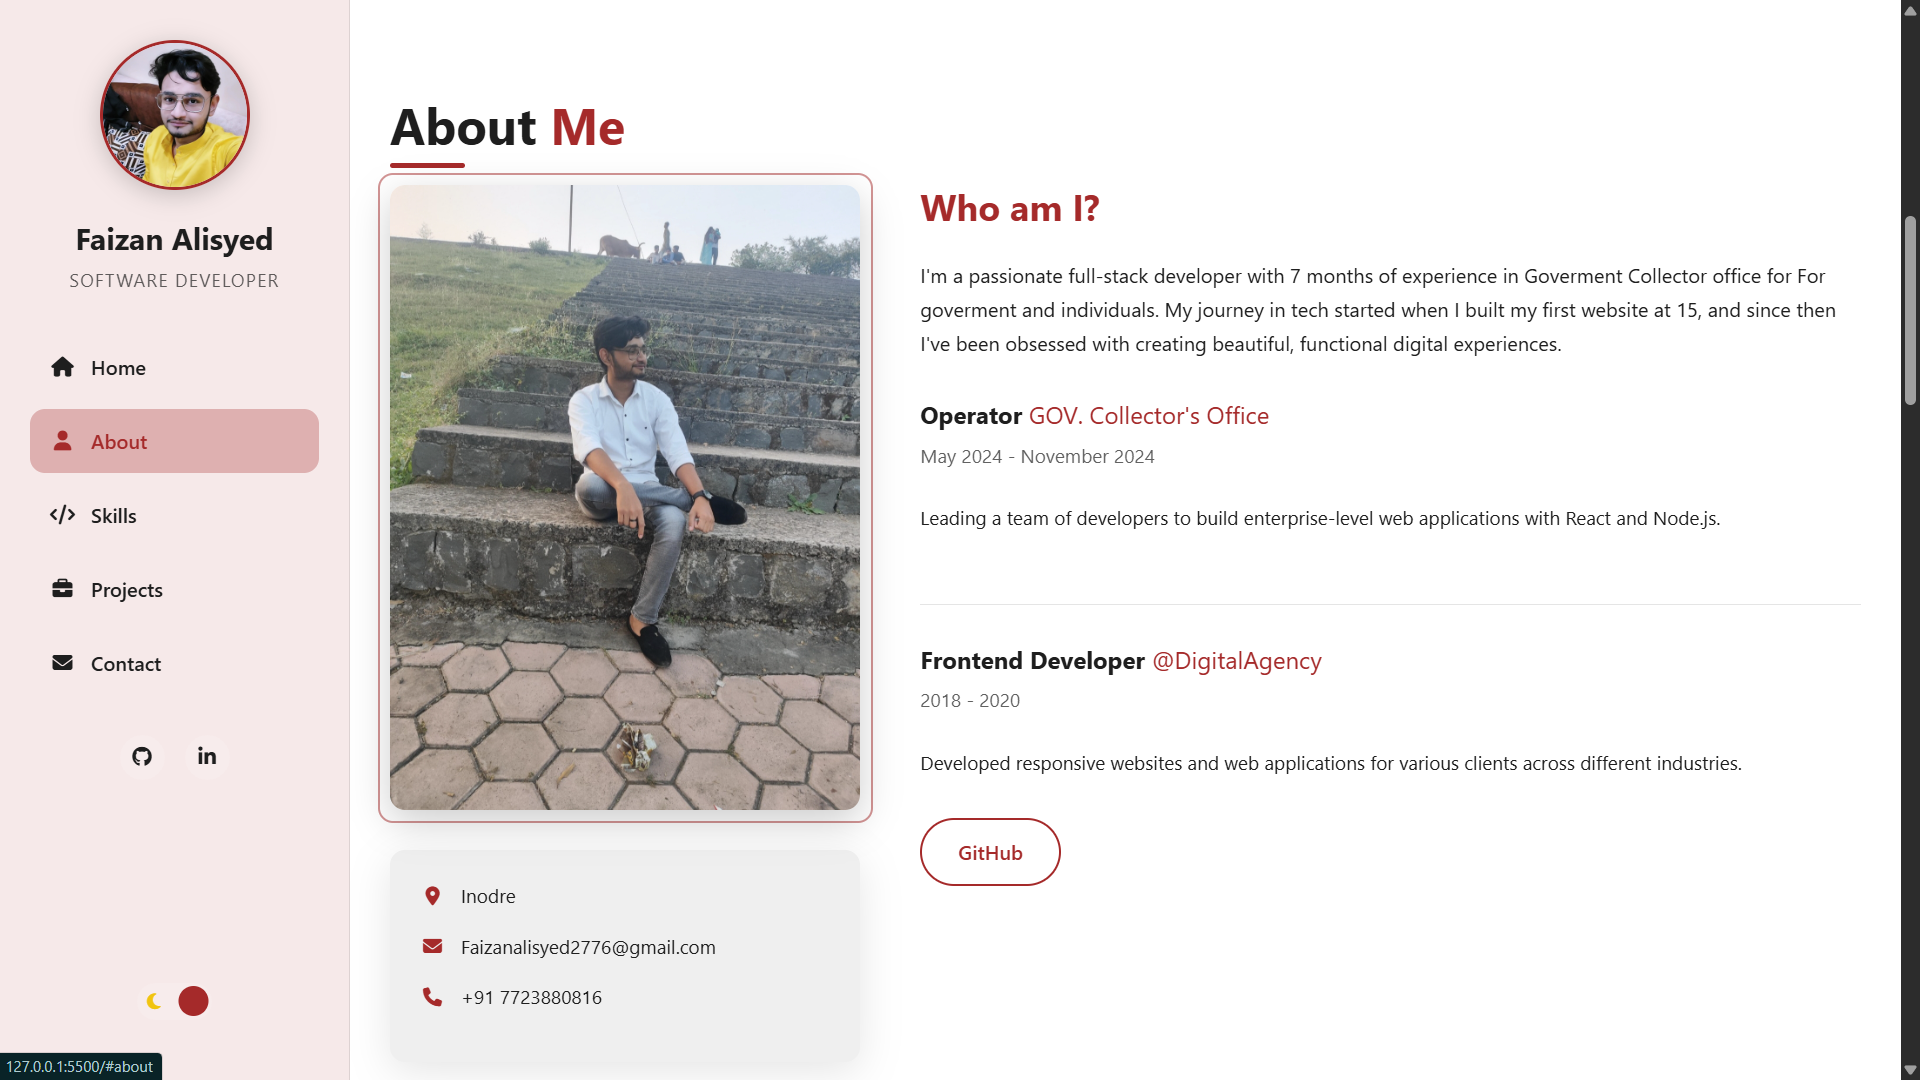 Faizan Alisyed
SOFTWARE DEVELOPER
Home
About
Skills
Projects
Contact
127.0.0.1:5500/#about
About Me
Inodre
Faizanalisyed2776@gmail.com
+91 7723880816
Who am I?
I'm a passionate full-stack developer with 7 months of experience in Goverment Collector office for For
goverment and individuals. My journey in tech started when I built my first website at 15, and since then
I've been obsessed with creating beautiful, functional digital experiences.
Operator GOV. Collector's Office
May 2024 - November 2024
Leading a team of developers to build enterprise-level web applications with React and Node.js.
Frontend Developer @DigitalAgency
2018 - 2020
Developed responsive websites and web applications for various clients across different industries.
GitHub